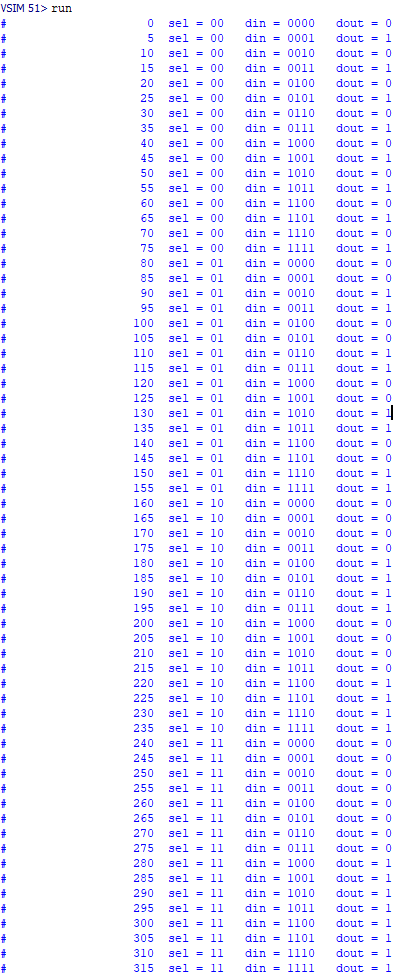 VSIM 51> run
# 0 sel = 00 din = 0000 dout = 0
# 5 sel = 00 din = 0001 dout = 1
# 10 sel = 00 din = 0010 dout = 0
# 15 sel = 00 din = 0011 dout = 1
# 20 sel = 00 din = 0100 dout = 0
# 25 sel = 00 din = 0101 dout = 1
# 30 sel = 00 din = 0110 dout = 0
# 35 sel = 00 din = 0111 dout = 1
# 40 sel = 00 din = 1000 dout = 0
# 45 sel = 00 din = 1001 dout = 1
# 50 sel = 00 din = 1010 dout = 0
# 55 sel = 00 din = 1011 dout = 1
# 60 sel = 00 din = 1100 dout = 0
# 65 sel = 00 din = 1101 dout = 1
# 70 sel = 00 din = 1110 dout = 0
# 75 sel = 00 din = 1111 dout = 1
# 80 sel = 01 din = 0000 dout = 0
# 85 sel = 01 din = 0001 dout = 0
# 90 sel = 01 din = 0010 dout = 1
# 95 sel = 01 din = 0011 dout = 1
# 100 sel = 01 din = 0100 dout = 0
# 105 sel = 01 din = 0101 dout = 0
# 110 sel = 01 din = 0110 dout = 1
# 115 sel = 01 din = 0111 dout = 1
# 120 sel = 01 din = 1000 dout = 0
# 125 sel = 01 din = 1001 dout = 0
# 130 sel = 01 din = 1010 dout = 1
# 135 sel = 01 din = 1011 dout = 1
# 140 sel = 01 din = 1100 dout = 0
# 145 sel = 01 din = 1101 dout = 0
# 150 sel = 01 din = 1110 dout = 1
# 155 sel = 01 din = 1111 dout = 1
# 160 sel = 10 din = 0000 dout = 0
# 165 sel = 10 din = 0001 dout = 0
# 170 sel = 10 din = 0010 dout = 0
# 175 sel = 10 din = 0011 dout = 0
# 180 sel = 10 din = 0100 dout = 1
# 185 sel = 10 din = 0101 dout = 1
# 190 sel = 10 din = 0110 dout = 1
# 195 sel = 10 din = 0111 dout = 1
# 200 sel = 10 din = 1000 dout = 0
# 205 sel = 10 din = 1001 dout = 0
# 210 sel = 10 din = 1010 dout = 0
# 215 sel = 10 din = 1011 dout = 0
# 220 sel = 10 din = 1100 dout = 1
# 225 sel = 10 din = 1101 dout = 1
# 230 sel = 10 din = 1110 dout = 1
# 235 sel = 10 din = 1111 dout = 1
# 240 sel = 11 din = 0000 dout = 0
# 245 sel = 11 din = 0001 dout = 0
# 250 sel = 11 din = 0010 dout = 0
# 255 sel = 11 din = 0011 dout = 0
# 260 sel = 11 din = 0100 dout = 0
# 265 sel = 11 din = 0101 dout = 0
# 270 sel = 11 din = 0110 dout = 0
# 275 sel = 11 din = 0111 dout = 0
# 280 sel = 11 din = 1000 dout = 1
# 285 sel = 11 din = 1001 dout = 1
# 290 sel = 11 din = 1010 dout = 1
# 295 sel = 11 din = 1011 dout = 1
# 300 sel = 11 din = 1100 dout = 1
# 305 sel = 11 din = 1101 dout = 1
# 310 sel = 11 din = 1110 dout = 1
# 315 sel = 11 din = 1111 dout = 1